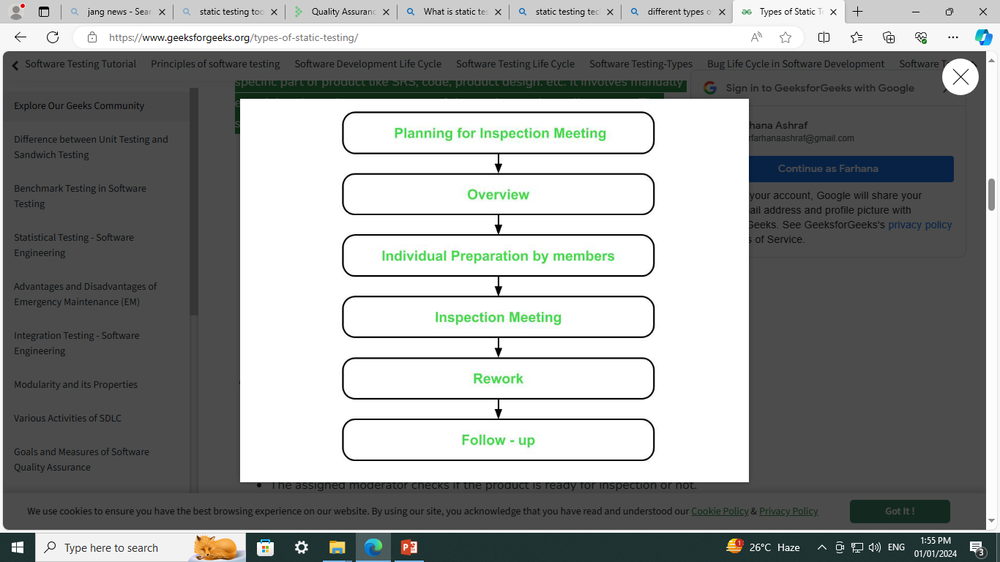 jang news - Sear
static testing too
Quality Assuranc
What is static tes
static testing tec
different types o
Types of Static T
https://www.geeksforgeeks.org/types-of-static-testing/
Software Testing Tutorial
Principles of software testing
Software Development Life Cycle
Software Testing Life Cycle
Software Testing-Types
Bug Life Cycle in Software Development
Software T
specific part of product like SRS, code, product design. etc. It involves manually
Explore Our Geeks Community
Difference between Unit Testing and
Sandwich Testing
Benchmark Testing in Software
Testing
Statistical Testing - Software
Engineering
Advantages and Disadvantages of
Emergency Maintenance (EM)
Integration Testing - Software
Engineering
Modularity and its Properties
Various Activities of SDLC
Goals and Measures of Software
Quality Assurance
Planning for Inspection Meeting
Overview
Individual Preparation by members
Inspection Meeting
Rework
Follow - up
Sign in to GeeksforGeeks with Google
hana Ashraf
rfarhanaashraf@gmail.com
Continue as Farhana
your account, Google will share your
ail address and profile picture with
Geeks. See GeeksforGeeks's privacy policy
s of Service.
The assigned moderator checks if the product is ready for inspection or not.
We use cookies to ensure you have the best browsing experience on our website. By using our site, you acknowledge that you have read and understood our Cookie Policy & Privacy Policy
Got It !
Type here to search
1
26°C Haze
ENG
1:55 PM
01/01/2024
3